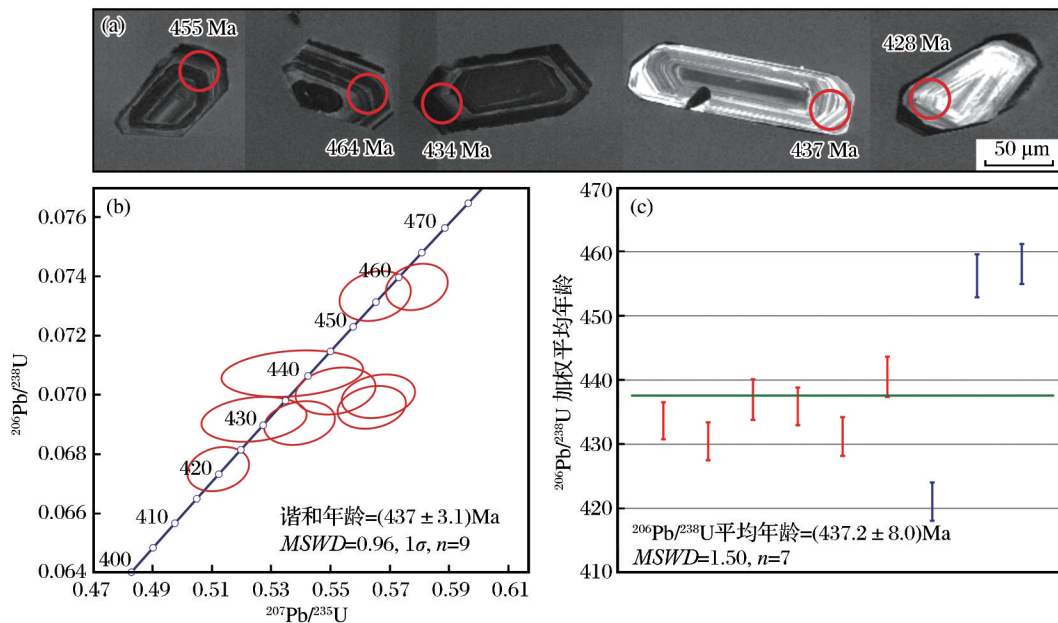 (a)
455 Ma
464 Ma
434 Ma
437 Ma
428 Ma
50 μm
(b)
0.076
0.074
0.072
0.070
0.068
0.066
0.064
²⁰⁶Pb/²³⁸U
470
460
450
440
430
420
410
400
谐和年龄=(437±3.1)Ma
MSWD=0.96, 1σ, n=9
0.47 0.49 0.51 0.53 0.55 0.57 0.59 0.61
²⁰⁷Pb/²³⁵U
(c)
470
460
450
440
430
420
410
²⁰⁶Pb/²³⁸U 加权平均年龄
²⁰⁶Pb/²³⁸U平均年龄=(437.2±8.0)Ma
MSWD=1.50, n=7